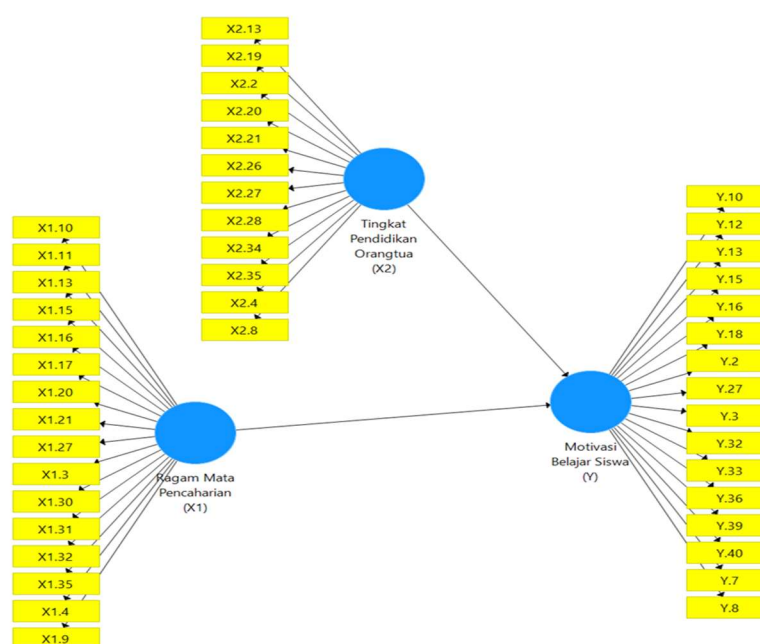 X2.13
X2.19
X2.2
X2.20
X2.21
X2.26
X2.27
X2.28
X2.34
X2.35
X2.4
X2.8
Tingkat
Pendidikan
Orangtua
(X2)
X1.10
X1.11
X1.13
X1.15
X1.16
X1.17
X1.20
X1.21
X1.27
X1.3
X1.30
X1.31
X1.32
X1.35
X1.4
X1.9
Ragam Mata
Pencaharian
(X1)
Motivasi
Belajar Siswa
(Y)
Y.10
Y.12
Y.13
Y.15
Y.16
Y.18
Y.2
Y.27
Y.3
Y.32
Y.33
Y.36
Y.39
Y.40
Y.7
Y.8